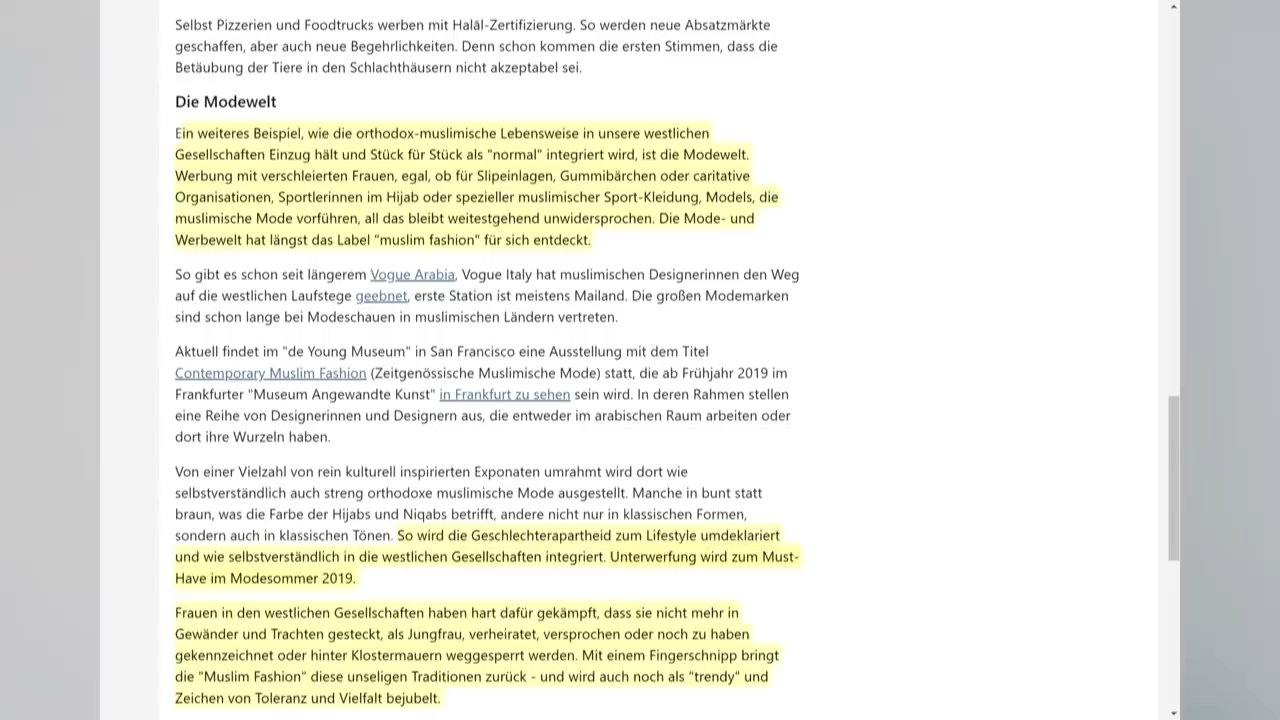 Selbst Pizzerien und Foodtrucks werben mit Halāl-Zertifizierung. So werden neue Absatzmärkte
geschaffen, aber auch neue Begehrlichkeiten. Denn schon kommen die ersten Stimmen, dass die
Betäubung der Tiere in den Schlachthäusern nicht akzeptabel sei.
Die Modewelt
Ein weiteres Beispiel, wie die orthodox-muslimische Lebensweise in unsere westlichen
Gesellschaften Einzug hält und Stück für Stück als "normal" integriert wird, ist die Modewelt.
Werbung mit verschleierten Frauen, egal, ob für Slipeinlagen, Gummibärchen oder caritative
Organisationen, Sportlerinnen im Hijab oder spezieller muslimischer Sport-Kleidung, Models, die
muslimische Mode vorführen, all das bleibt weitestgehend unwidersprochen. Die Mode- und
Werbewelt hat längst das Label "muslim fashion" für sich entdeckt.
So gibt es schon seit längerem Vogue Arabia, Vogue Italy hat muslimischen Designerinnen den Weg
auf die westlichen Laufstege geebnet, erste Station ist meistens Mailand. Die großen Modemarken
sind schon lange bei Modeschauen in muslimischen Ländern vertreten.
Aktuell findet im "de Young Museum" in San Francisco eine Ausstellung mit dem Titel
Contemporary Muslim Fashion (Zeitgenössische Muslimische Mode) statt, die ab Frühjahr 2019 im
Frankfurter "Museum Angewandte Kunst" in Frankfurt zu sehen sein wird. In deren Rahmen stellen
eine Reihe von Designerinnen und Designern aus, die entweder im arabischen Raum arbeiten oder
dort ihre Wurzeln haben.
Von einer Vielzahl von rein kulturell inspirierten Exponaten umrahmt wird dort wie
selbstverständlich auch streng orthodoxe muslimische Mode ausgestellt. Manche in bunt statt
braun, was die Farbe der Hijabs und Niqabs betrifft, andere nicht nur in klassischen Formen,
sondern auch in klassischen Tönen. So wird die Geschlechterapartheid zum Lifestyle umdeklariert
und wie selbstverständlich in die westlichen Gesellschaften integriert. Unterwerfung wird zum Must-
Have im Modesommer 2019.
Frauen in den westlichen Gesellschaften haben hart dafür gekämpft, dass sie nicht mehr in
Gewänder und Trachten gesteckt, als Jungfrau, verheiratet, versprochen oder noch zu haben
gekennzeichnet oder hinter Klostermauern weggesperrt werden. Mit einem Fingerschnipp bringt
die "Muslim Fashion" diese unseligen Traditionen zurück - und wird auch noch als "trendy" und
Zeichen von Toleranz und Vielfalt bejubelt.